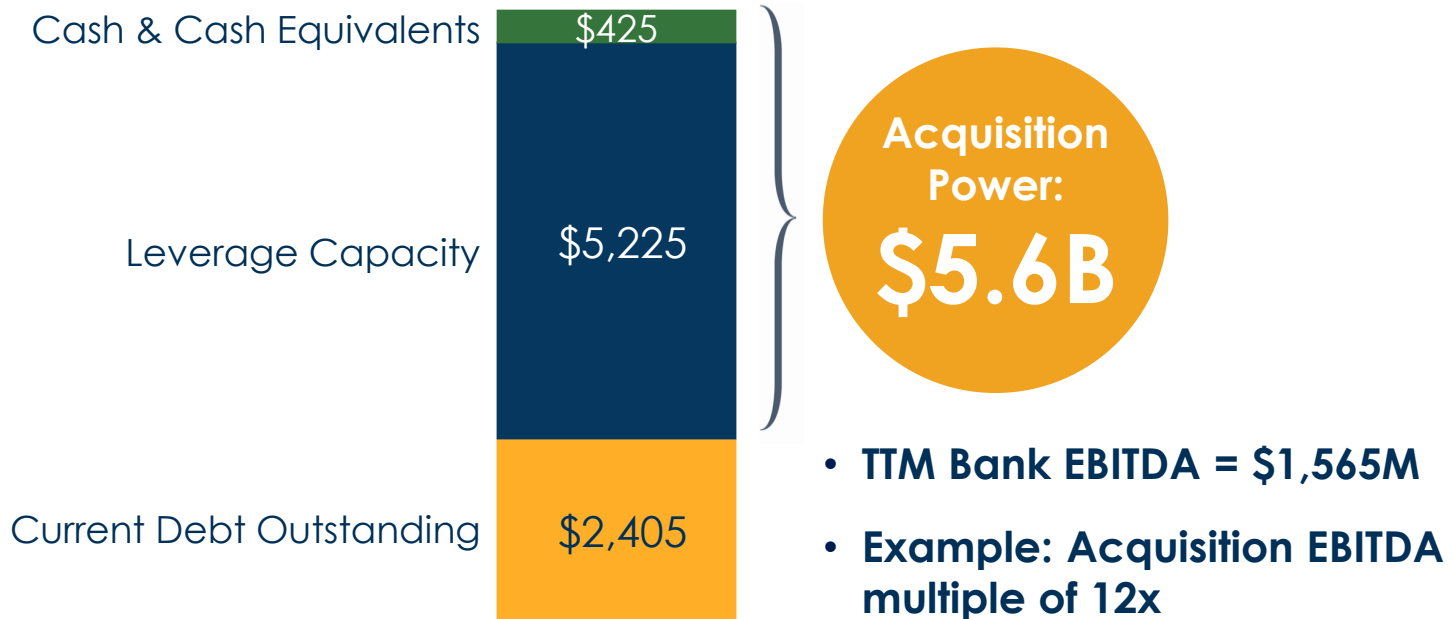 Cash & Cash Equivalents
$425
Leverage Capacity
$5,225
Current Debt Outstanding
$2,405
Acquisition
Power:
$5.6B
• TTM Bank EBITDA = $1,565M
• Example: Acquisition EBITDA
multiple of 12x